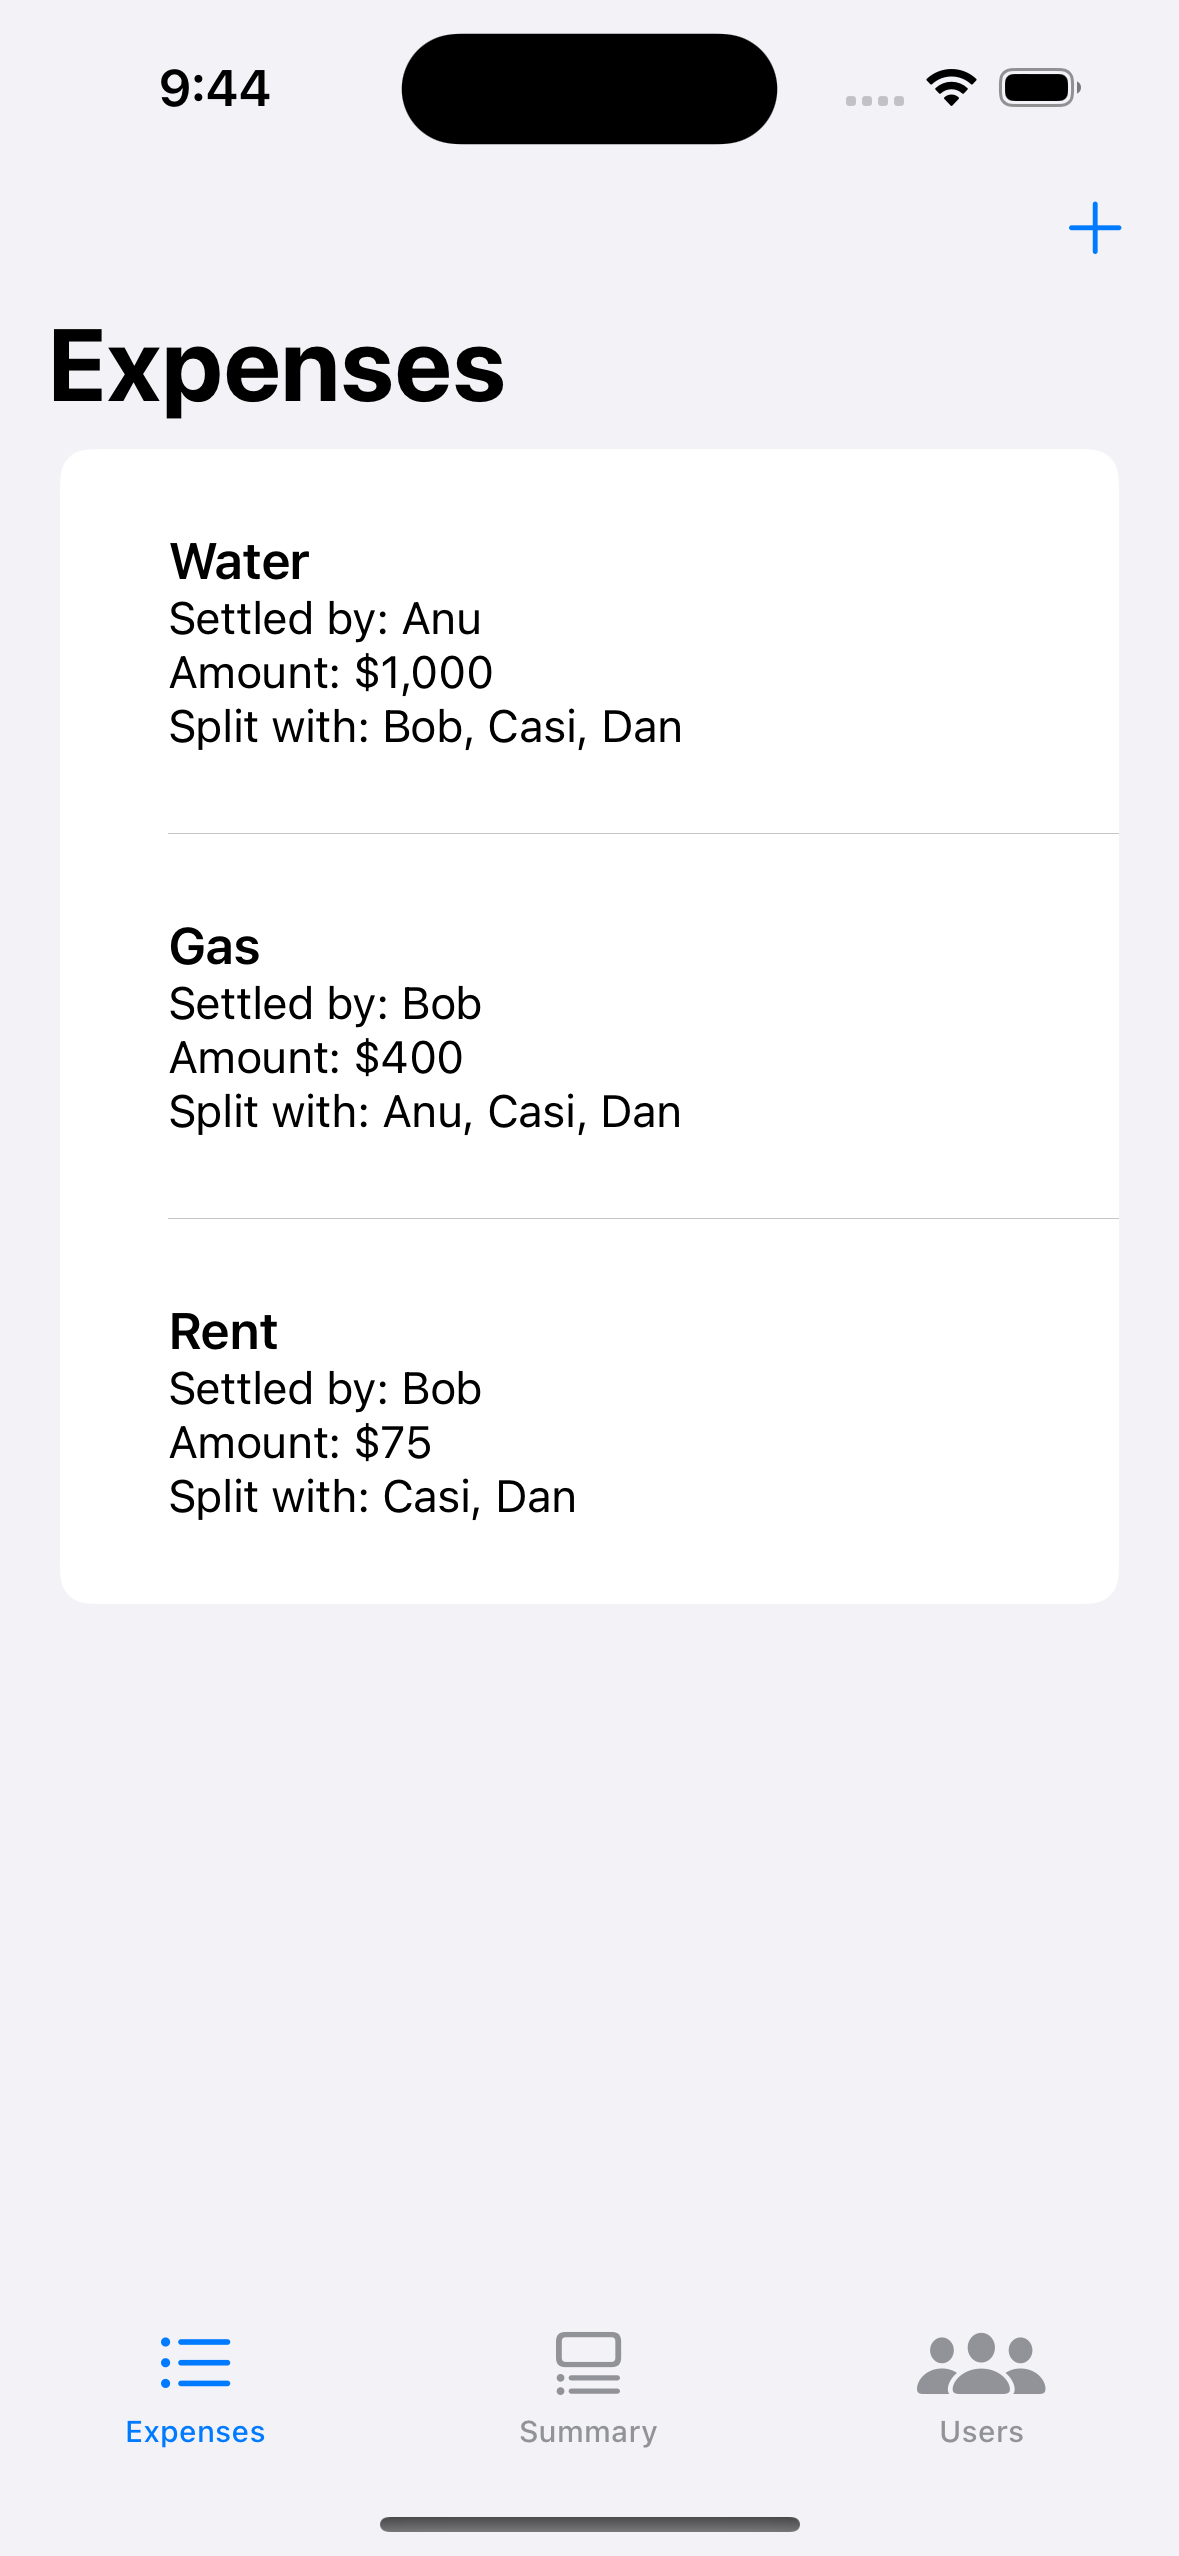 9:44
Expenses
Water
Settled by: Anu
Amount: $1,000
Split with: Bob, Casi, Dan
Gas
Settled by: Bob
Amount: $400
Split with: Anu, Casi, Dan
Rent
Settled by: Bob
Amount: $75
Split with: Casi, Dan
Expenses
Summary
Users